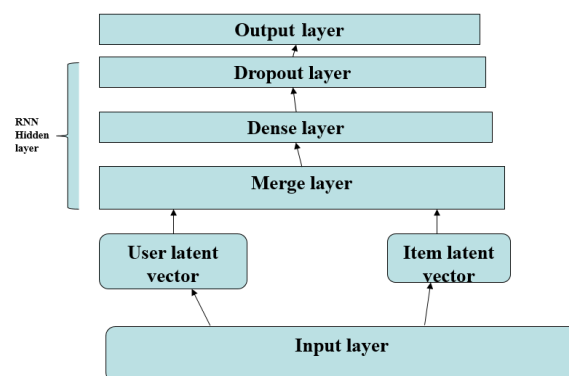 Output layer
Dropout layer
RNN
Hidden
layer
Dense layer
Merge layer
User latent
vector
Item latent
vector
Input layer